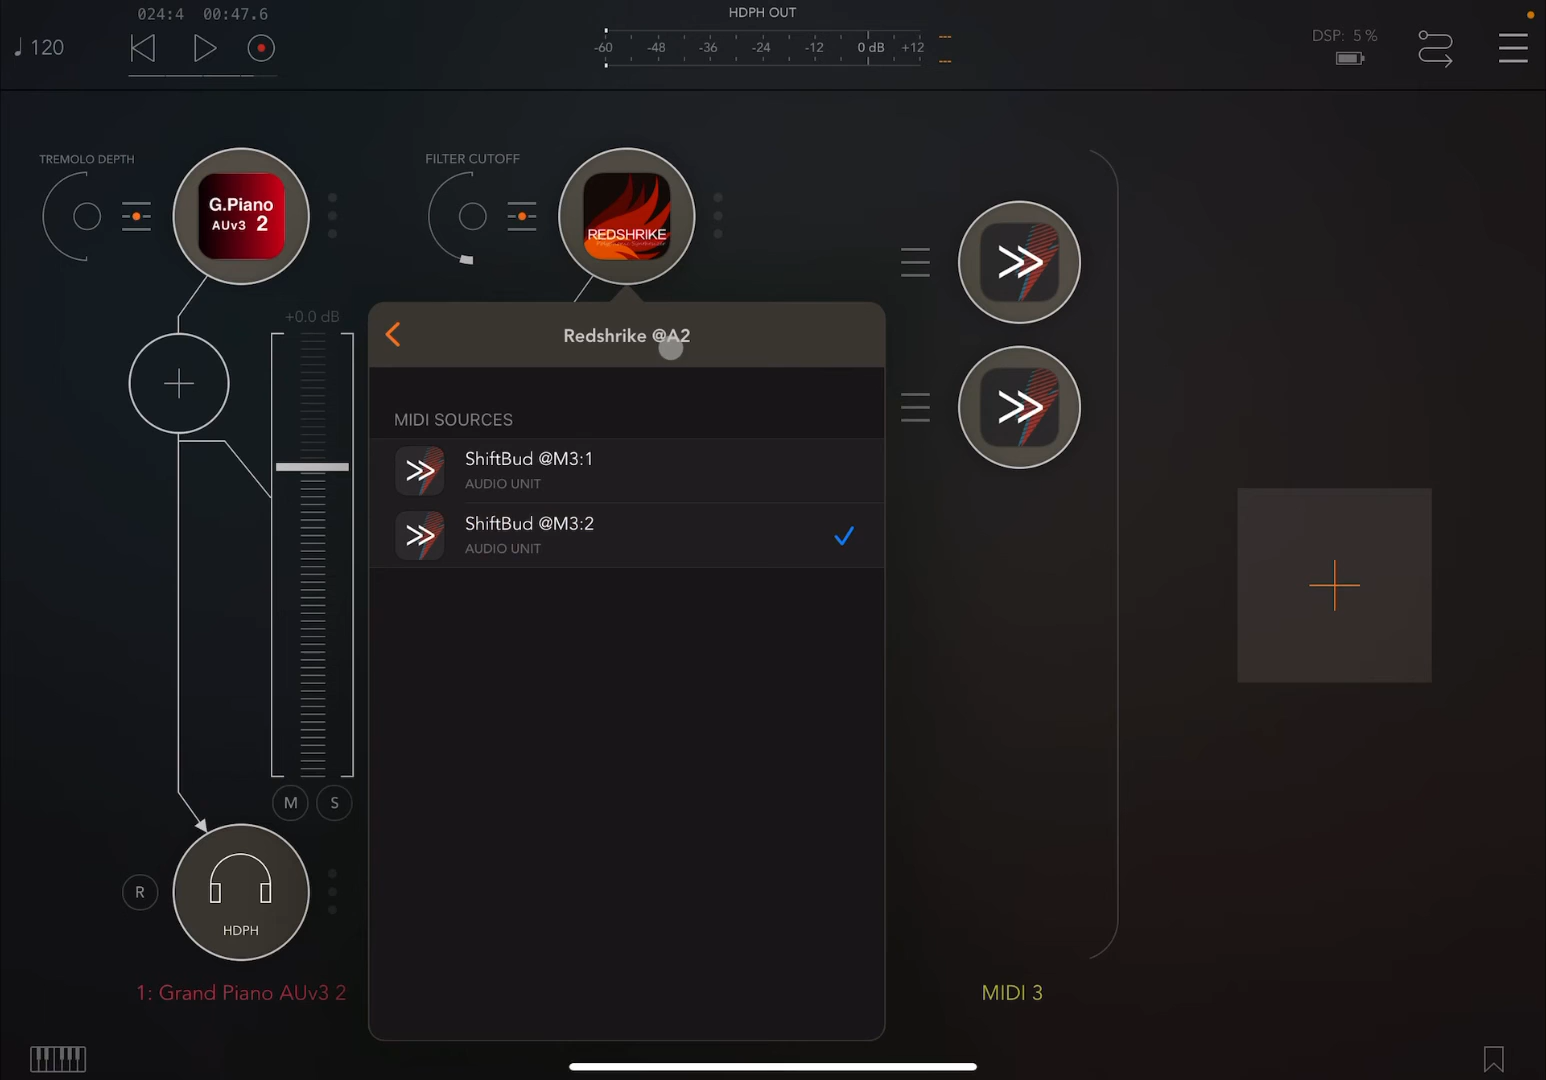 024:4 00:47.6
HDPH OUT
♩ 120
-60 -48 -36 -24 -12 0 dB +12
---
---
DSP: 5 %
TREMOLO DEPTH
G.Piano
AUv3 2
FILTER CUTOFF
REDSHRIKE
+0.0 dB
Redshrike @A2
MIDI SOURCES
ShiftBud @M3:1
AUDIO UNIT
ShiftBud @M3:2
AUDIO UNIT
M S
R
HDPH
1: Grand Piano AUv3 2
MIDI 3